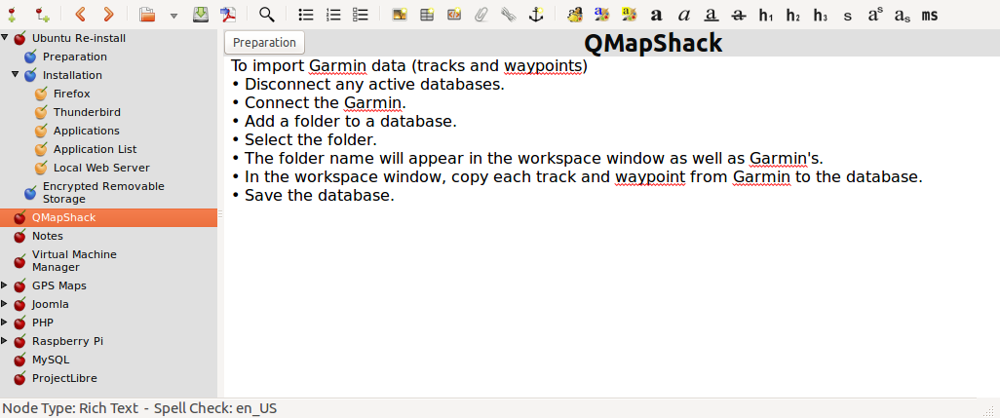 a a a a h1 h2 h3 s as as ms
Ubuntu Re-install
Preparation
Installation
Firefox
Thunderbird
Applications
Application List
Local Web Server
Encrypted Removable
Storage
QMapShack
Notes
Virtual Machine
Manager
GPS Maps
Joomla
PHP
Raspberry Pi
MySQL
ProjectLibre
Preparation
QMapShack
To import Garmin data (tracks and waypoints)
• Disconnect any active databases.
• Connect the Garmin.
• Add a folder to a database.
• Select the folder.
• The folder name will appear in the workspace window as well as Garmin's.
• In the workspace window, copy each track and waypoint from Garmin to the database.
• Save the database.
Node Type: Rich Text - Spell Check: en_US